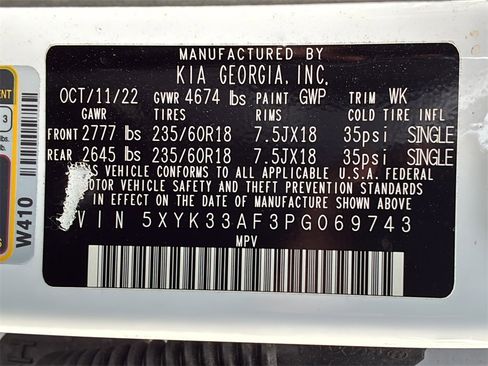 MANUFACTURED BY
KIA GEORGIA, INC.
OCT/11/22 GVWR 4674 lbs PAINT GWP TRIM WK
GAWR TIRES RIMS COLD TIRE INFL
FRONT 2777 lbs 235/60R18 7.5JX18 35psi SINGLE
REAR 2645 lbs 235/60R18 7.5JX18 35psi SINGLE
THIS VEHICLE CONFORMS TO ALL APPLICABLE U.S.A. FEDERAL
MOTOR VEHICLE SAFETY AND THEFT PREVENTION STANDARDS
IN EFFECT ON THE DATE OF MANUFACTURE SHOWN ABOVE
VIN 5XYK33AF3PG069743
MPV
3
W410